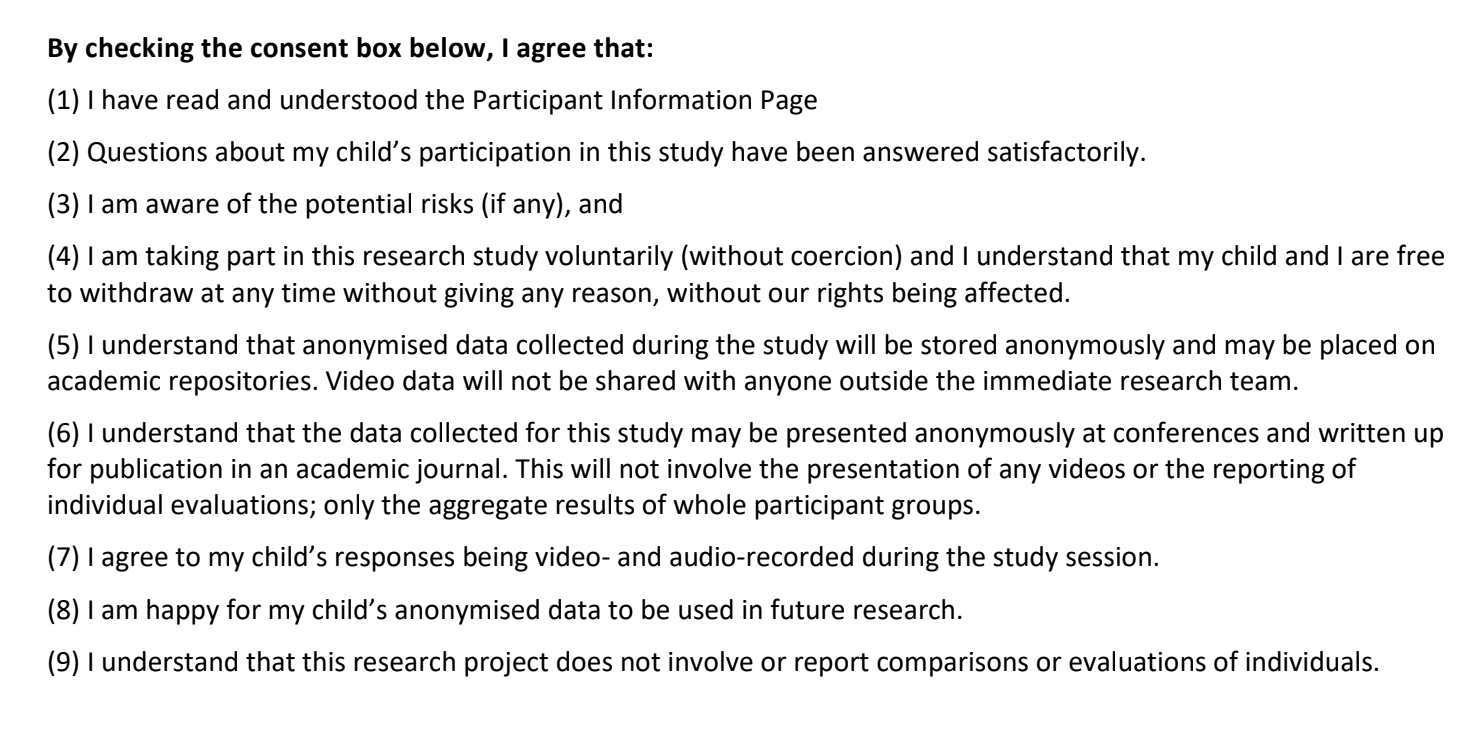 By checking the consent box below, I agree that:
(1) I have read and understood the Participant Information Page
(2) Questions about my child’s participation in this study have been answered satisfactorily.
(3) I am aware of the potential risks (if any), and
(4) I am taking part in this research study voluntarily (without coercion) and I understand that my child and I are free
to withdraw at any time without giving any reason, without our rights being affected.
(5) I understand that anonymised data collected during the study will be stored anonymously and may be placed on
academic repositories. Video data will not be shared with anyone outside the immediate research team.
(6) I understand that the data collected for this study may be presented anonymously at conferences and written up
for publication in an academic journal. This will not involve the presentation of any videos or the reporting of
individual evaluations; only the aggregate results of whole participant groups.
(7) I agree to my child’s responses being video- and audio-recorded during the study session.
(8) I am happy for my child’s anonymised data to be used in future research.
(9) I understand that this research project does not involve or report comparisons or evaluations of individuals.